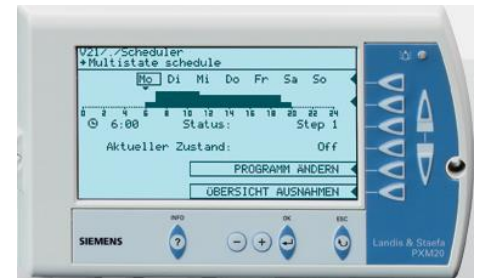 V21/./Scheduler
+Multistate schedule
Mo Di Mi Do Fr Sa So
0 2 4 6 8 10 12 14 16 18 20 22 24
6:00 Status: Step 1
Aktueller Zustand: Off
PROGRAMM ÄNDERN
ÜBERSICHT AUSNAHMEN
INFO OK ESC
SIEMENS ? - +
Landis & Staefa
PXM20